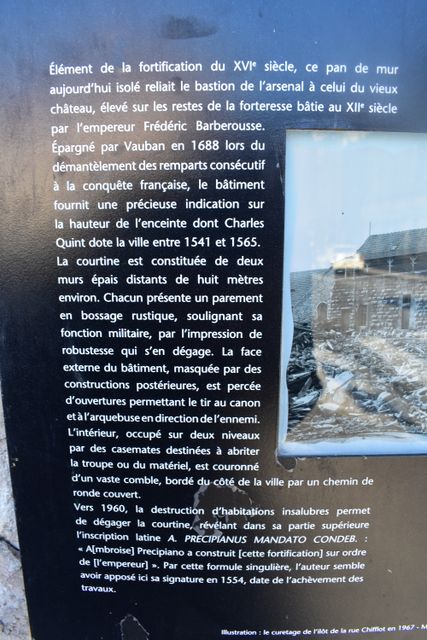 Élément de la fortification du XVIe siècle, ce pan de mur
aujourd'hui isolé reliait le bastion de l'arsenal à celui du vieux
château, élevé sur les restes de la forteresse bâtie au XIIe siècle
par l'empereur Frédéric Barberousse.
Épargné par Vauban en 1688 lors du
démantèlement des remparts consécutif
à la conquête française, le bâtiment
fournit une précieuse indication sur
la hauteur de l'enceinte dont Charles
Quint dote la ville entre 1541 et 1565.
La courtine est constituée de deux
murs épais distants de huit mètres
environ. Chacun présente un parement
en bossage rustique, soulignant sa
fonction militaire, par l'impression de
robustesse qui s'en dégage. La face
externe du bâtiment, masquée par des
constructions postérieures, est percée
d'ouvertures permettant le tir au canon
et à l'arquebuse en direction de l'ennemi.
L'intérieur, occupé sur deux niveaux
par des casemates destinées à abriter
la troupe ou du matériel, est couronné
d'un vaste comble, bordé du côté de la ville par un chemin de
ronde couvert.
Vers 1960, la destruction d'habitations insalubres permet
de dégager la courtine, révélant dans sa partie supérieure
l'inscription latine A. PRECIPIANUS MANDATO CONDEB. :
« A[mbroise] Precipiano a construit [cette fortification] sur ordre
de [l'empereur] ». Par cette formule singulière, l'auteur semble
avoir apposé ici sa signature en 1554, date de l'achèvement des
travaux.
Illustration : le curetage de l'îlot de la rue Chifflot en 1967 - M